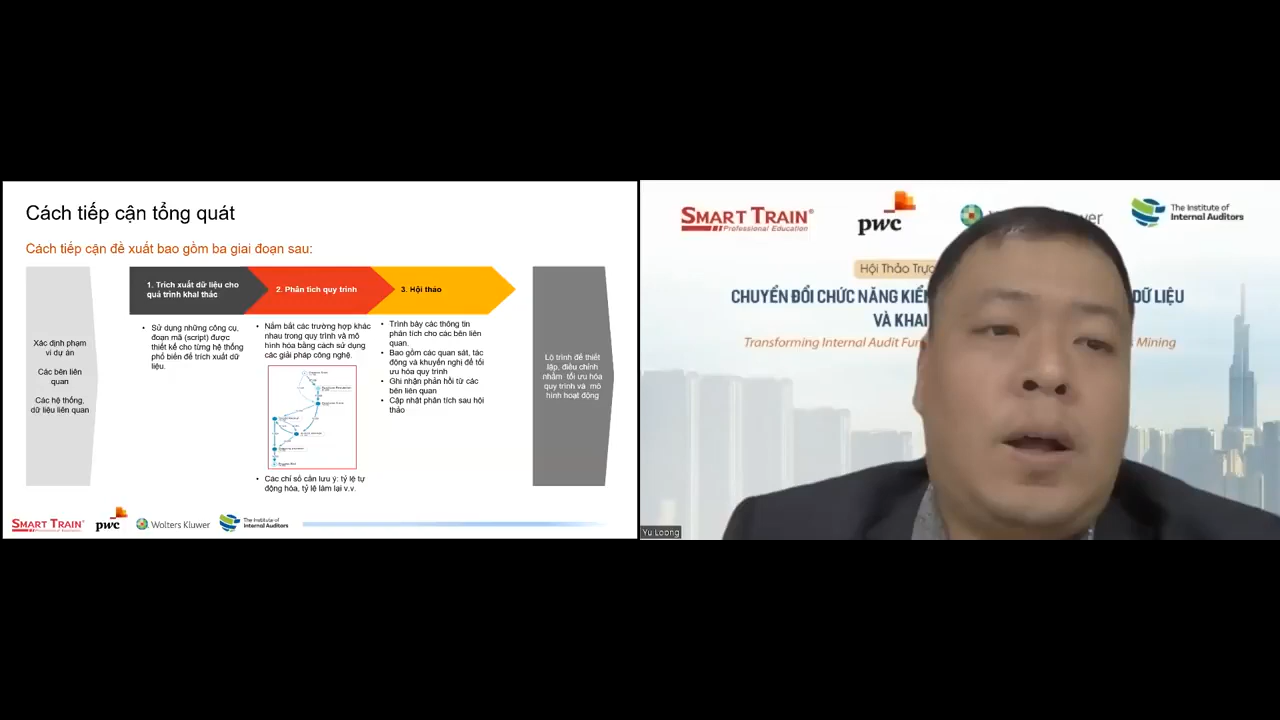 Cách tiếp cận tổng quát
Cách tiếp cận đề xuất bao gồm ba giai đoạn sau:
Xác định phạm
vi dự án
Các bên liên
quan
Các hệ thống,
dữ liệu liên quan
1. Trích xuất dữ liệu cho
quá trình khai thác
• Sử dụng những công cụ,
đoạn mã (script) được
thiết kế cho từng hệ thống
phổ biến để trích xuất dữ
liệu.
2. Phân tích quy trình
• Nắm bắt các trường hợp khác
nhau trong quy trình và mô
hình hóa bằng cách sử dụng
các giải pháp công nghệ.
• Các chỉ số cần lưu ý: tỷ lệ tự
động hóa, tỷ lệ làm lại v.v.
3. Hội thảo
• Trình bày các thông tin
phân tích cho các bên liên
quan.
• Bao gồm các quan sát, tác
động và khuyến nghị để tối
ưu hóa quy trình
• Ghi nhận phản hồi từ các
bên liên quan
• Cập nhật phân tích sau hội
thảo
Lộ trình để thiết
lập, điều chỉnh
nhằm tối ưu hóa
quy trình và mô
hình hoạt động
SMART TRAIN®
Professional Education
pwc
Wolters Kluwer
The Institute of
Internal Auditors
SMART TRAIN®
Professional Education
pwc
Kluwer
The Institute of
Internal Auditors
Hội Thảo Trực
CHUYỂN ĐỔI CHỨC NĂNG KIỂM
DỮ LIỆU
VÀ KHAI
Transforming Internal Audit Fun
Mining
Yu Loong